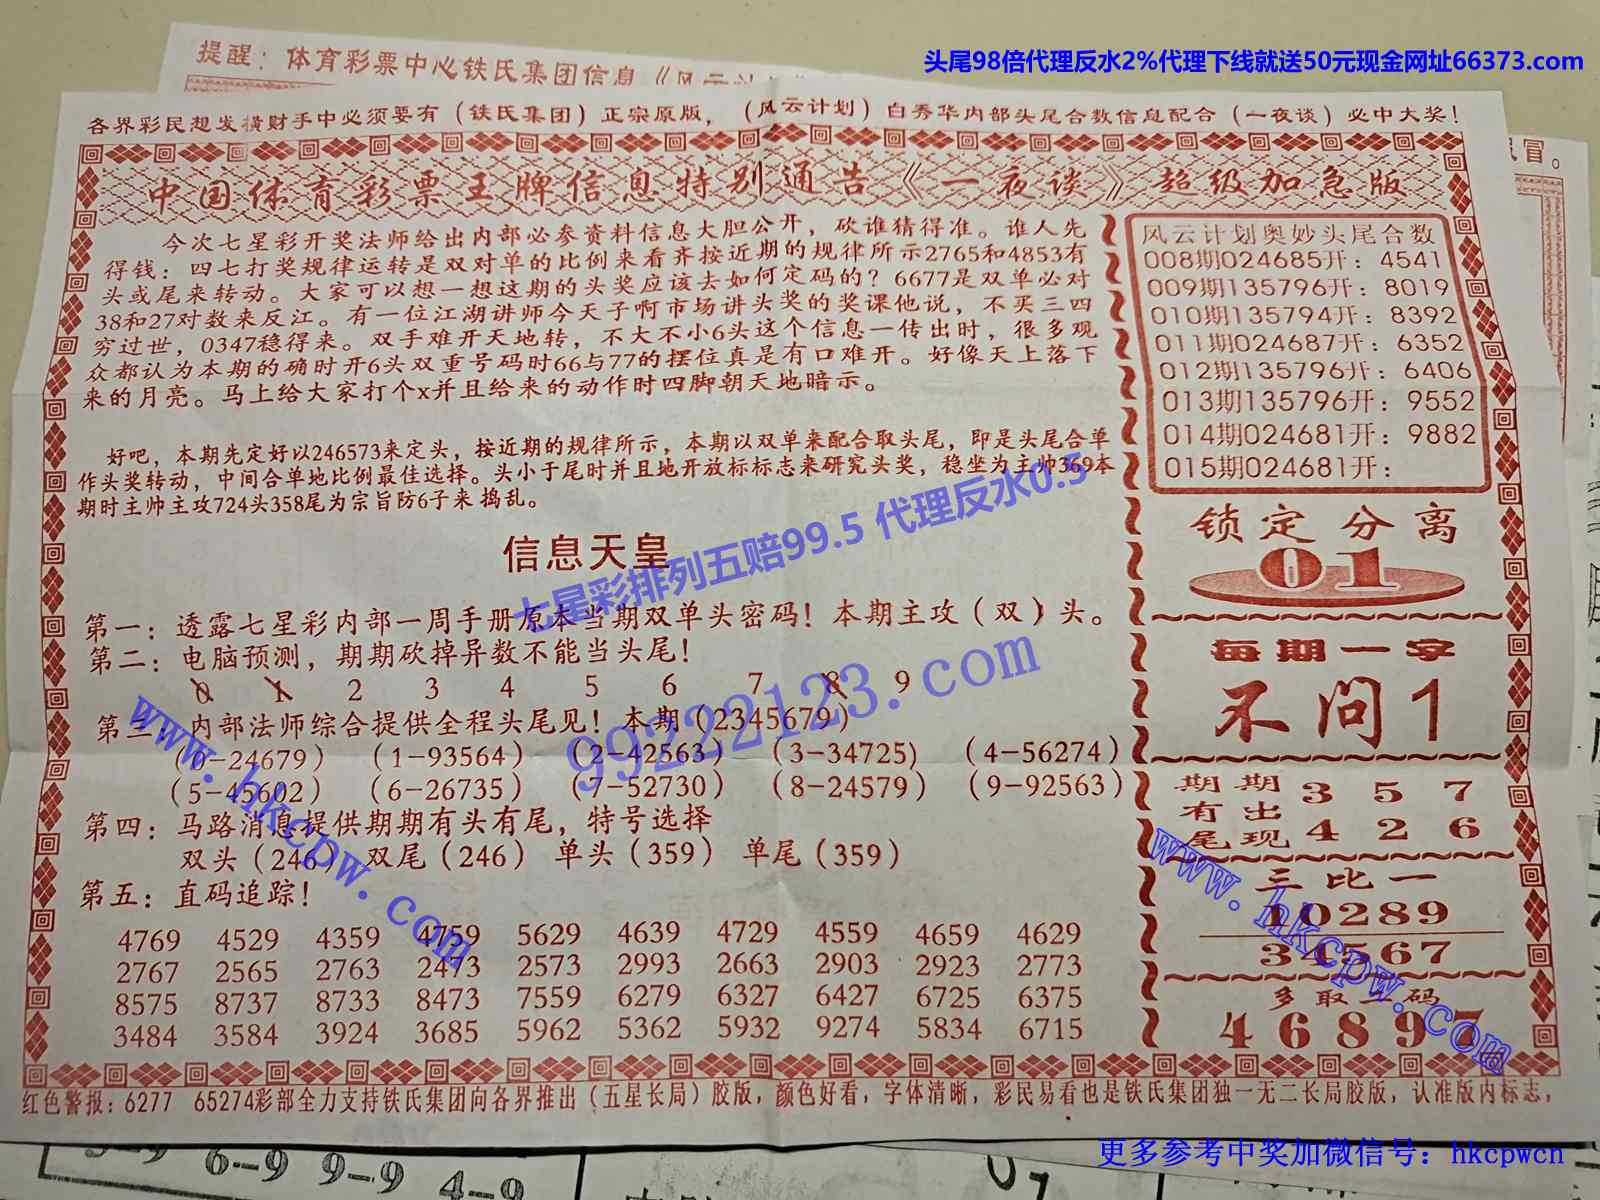 头尾98倍代理反水2%代理下线就送50元现金网址66373.com
提醒：体育彩票中心铁氏集团信息《风云计
各界彩民想发横财手中必须要有（铁氏集团）正宗原版，（风云计划）白秀华内部头尾合数信息配合（一夜谈）必中大奖！
冒。
中国体育彩票王牌信息特别通告《一夜谈》超级加急版
今次七星彩开奖法师给出内部必参资料信息大胆公开，砍谁猜得准。谁人先
得钱：四七打奖规律运转是双对单的比例来看齐按近期的规律所示2765和4853有
头或尾来转动。大家可以想一想这期的头奖应该去如何定码的？6677是双单必对
38和27对数来反江。有一位江湖讲师今天子啊市场讲头奖的奖课他说，不买三四
穷过世，0347稳得来。双手难开天地转，不大不小6头这个信息一传出时，很多观
众都认为本期的确时开6头双重号码时66与77的摆位真是有口难开。好像天上落下
来的月亮。马上给大家打个x并且给来的动作时四脚朝天地暗示。
好吧，本期先定好以246573来定头，按近期的规律所示，本期以双单来配合取头尾，即是头尾合单
作头奖转动，中间合单地比例最佳选择。头小于尾时并且地开放标标志来研究头奖，稳坐为主帅369本
期时主帅主攻724头358尾为宗旨防6子来 捣乱。
信息天皇
七星彩排列五赔99.5 代理反水0.5
第一：透露七星彩内部一周手册原本当期双单头密码！本期主攻（双）头。
第二：电脑预测，期期砍掉异数不能当头尾！
0 1 2 3 4 5 6 7 8 9
第三：内部法师综合提供全程头尾见！本期（2345679）
（0-24679） （1-93564） （2-42563） （3-34725） （4-56274）
（5-45602） （6-26735） （7-52730） （8-24579） （9-92563）
第四：马路消息提供期期有头有尾，特号选择
双头（246） 双尾（246） 单头（359） 单尾（359）
第五：直码追踪！
4769 4529 4359 4759 5629 4639 4729 4559 4659 4629
2767 2565 2763 2473 2573 2993 2663 2903 2923 2773
8575 8737 8733 8473 7559 6279 6327 6427 6725 6375
3484 3584 3924 3685 5962 5362 5932 9274 5834 6715
www.hkcpw.com
99222123.com
风云计划奥妙头尾合数
008期024685开：4541
009期135796开：8019
010期135794开：8392
011期024687开：6352
012期135796开：6406
013期135796开：9552
014期024681开：9882
015期024681开：
锁定分离
01
每期一字
不问1
期期 3 5 7
有出
尾现 4 2 6
三比一
10289
34567
www.hkcpw.com
多取一码
46897
红色警报：6277 65274彩部全力支持铁氏集团向各界推出（五星长局）胶版，颜色好看，字体清晰，彩民易看也是铁氏集团独一无二长局胶版，认准版内标志，
更多参考中奖加微信号：hkcpwcn
6-9 9-9 4-9